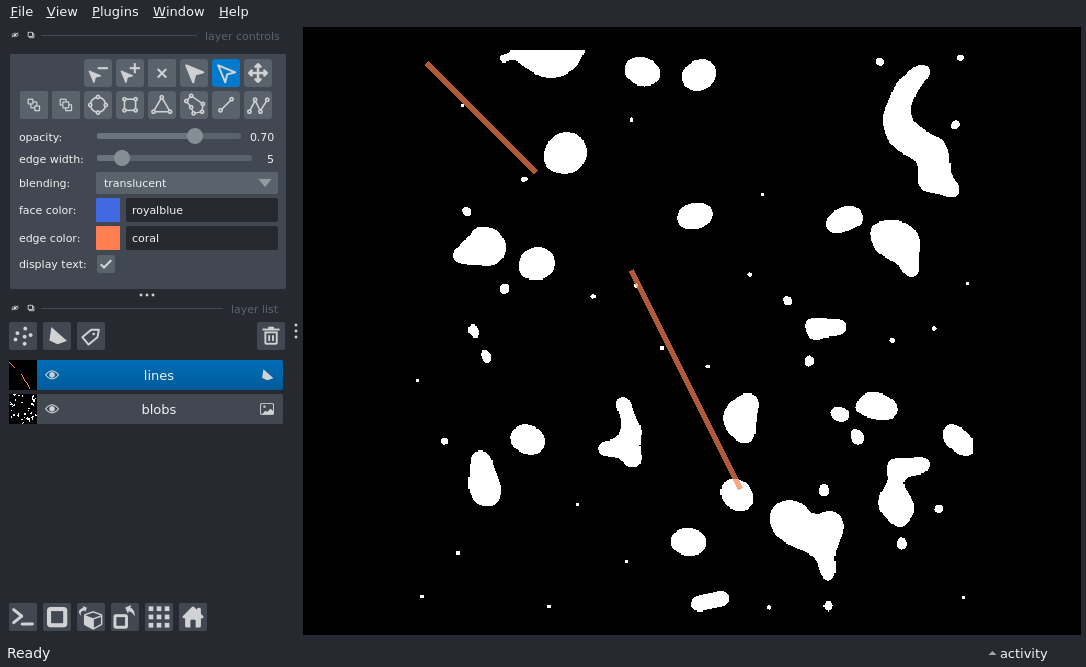 File View Plugins Window Help
layer controls
opacity: 0.70
edge width: 5
blending: translucent
face color: royalblue
edge color: coral
display text:
layer list
lines
blobs
Ready
activity